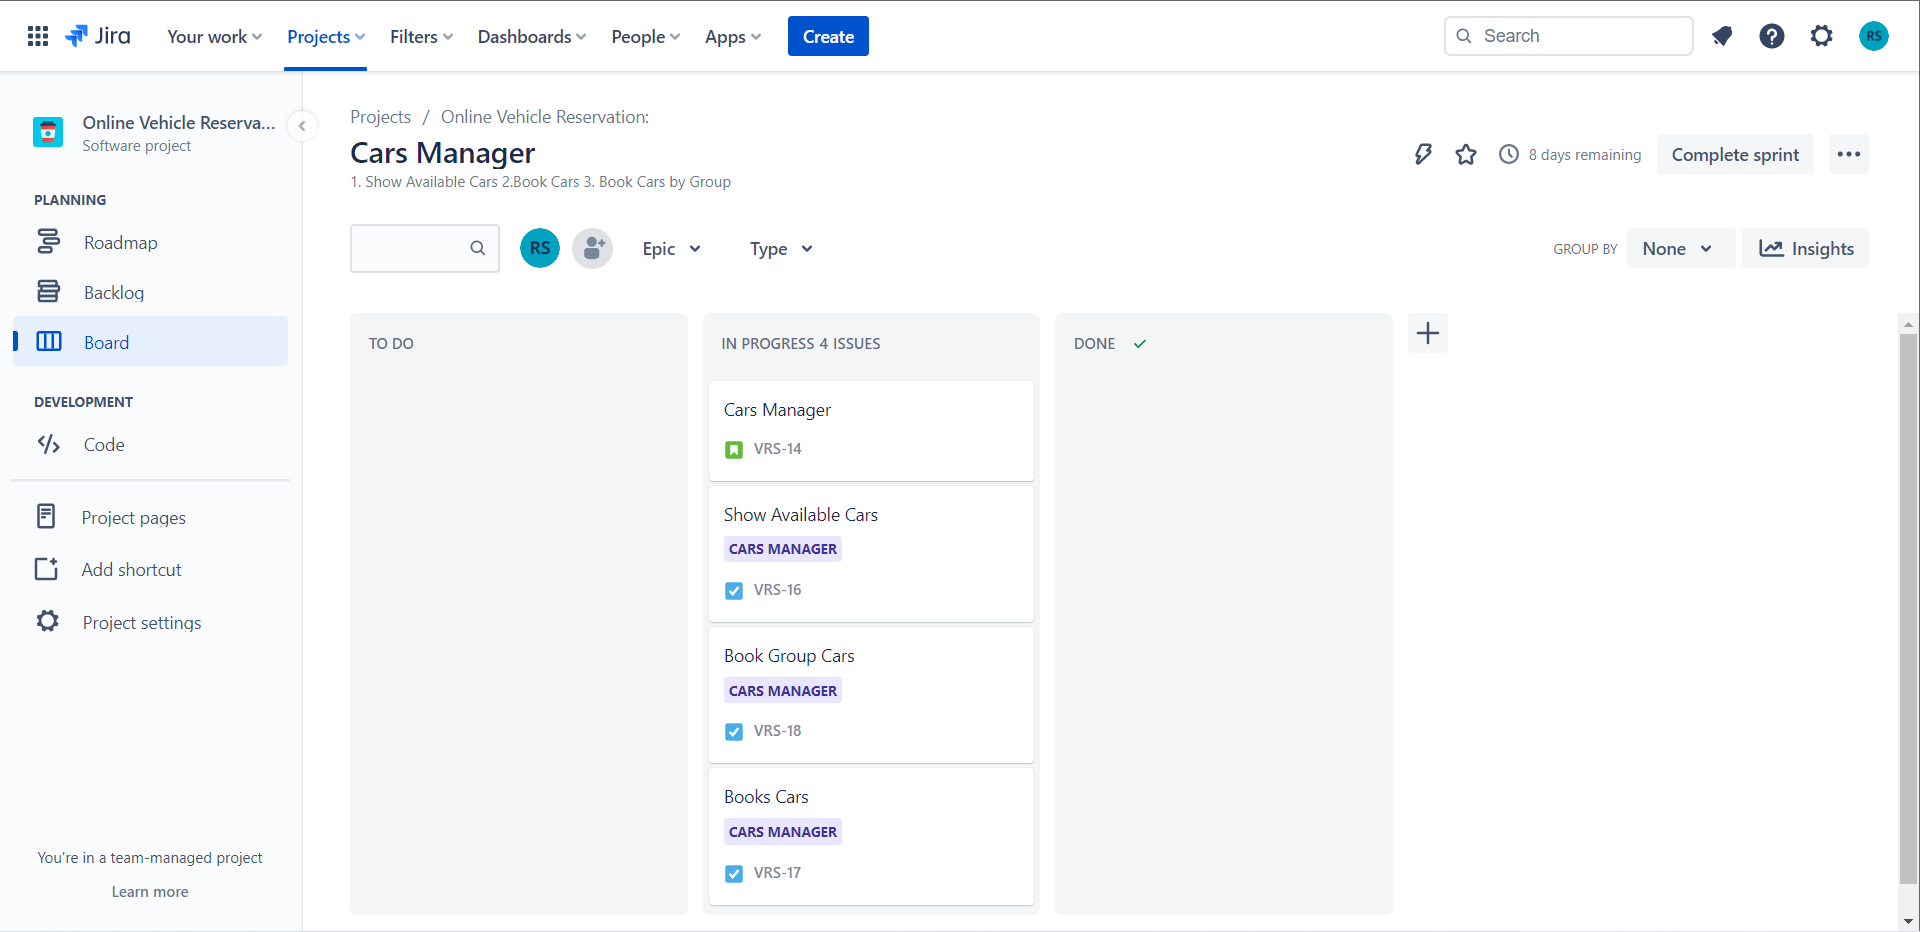 Jira Your work Projects Filters Dashboards People Apps Create Search RS
Online Vehicle Reserva...
Software project
PLANNING
Roadmap
Backlog
Board
DEVELOPMENT
Code
Project pages
Add shortcut
Project settings
You're in a team-managed project
Learn more
Projects / Online Vehicle Reservation:
Cars Manager
1. Show Available Cars 2.Book Cars 3. Book Cars by Group
8 days remaining Complete sprint
RS Epic Type GROUP BY None Insights
TO DO
IN PROGRESS 4 ISSUES
Cars Manager
VRS-14
Show Available Cars
CARS MANAGER
VRS-16
Book Group Cars
CARS MANAGER
VRS-18
Books Cars
CARS MANAGER
VRS-17
DONE